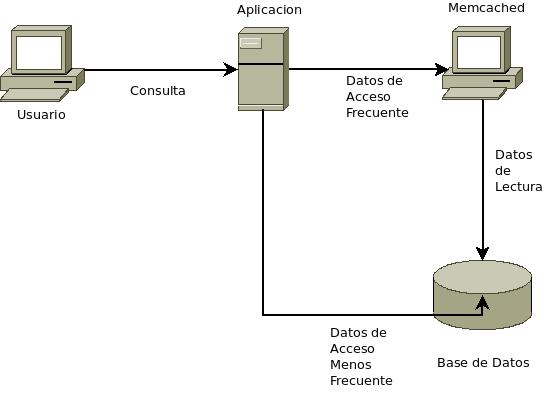 Aplicacion
Memcached
Usuario
Consulta
Datos de
Acceso
Frecuente
Datos
de
Lectura
Datos de
Acceso
Menos
Frecuente
Base de Datos